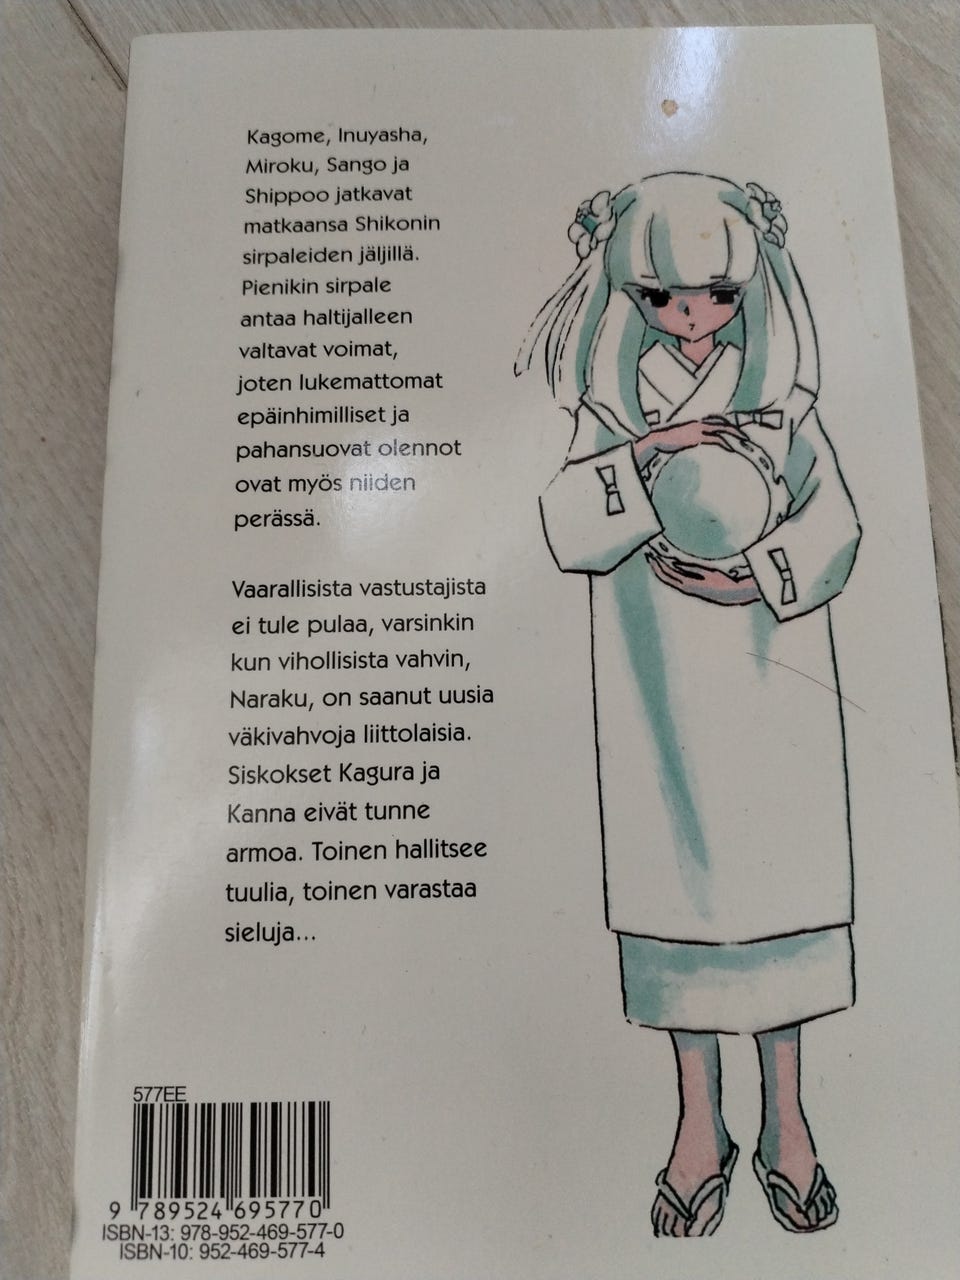 Kagome, Inuyasha,
Miroku, Sango ja
Shippoo jatkavat
matkaansa Shikonin
sirpaleiden jäljillä.
Pienikin sirpale
antaa haltijalleen
valtavat voimat,
joten lukemattomat
epäinhimilliset ja
pahansuovat olennot
ovat myös niiden
perässä.
Vaarallisista vastustajista
ei tule pulaa, varsinkin
kun vihollisista vahvin,
Naraku, on saanut uusia
väkivahvoja liittolaisia.
Siskokset Kagura ja
Kanna eivät tunne
armoa. Toinen hallitsee
tuulia, toinen varastaa
sieluja...
577EE
9 789524 695770
ISBN-13: 978-952-469-577-0
ISBN-10: 952-469-577-4